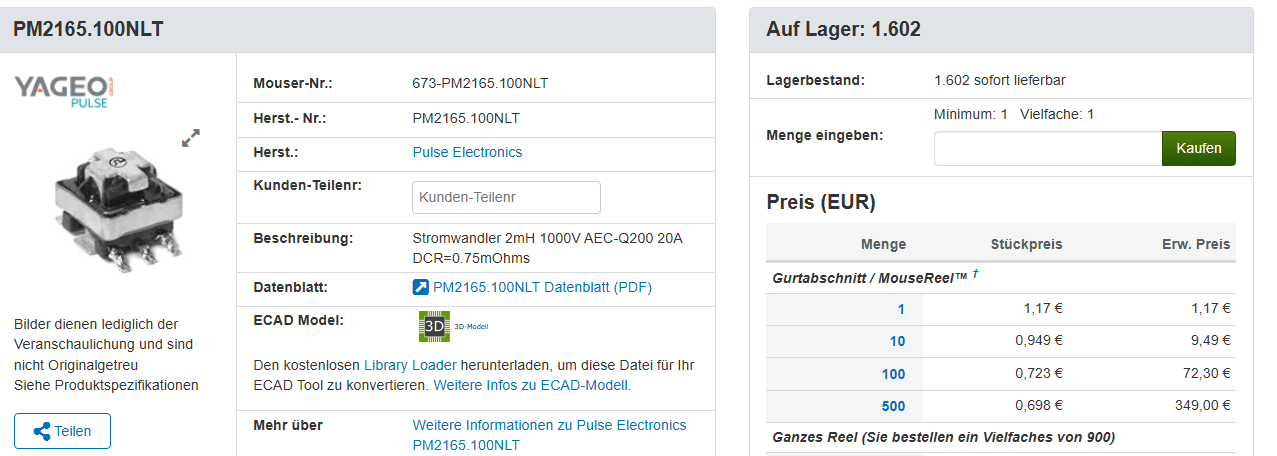 PM2165.100NLT
YAGEO
GROUP
PULSE
Bilder dienen lediglich der
Veranschaulichung und sind
nicht Originalgetreu
Siehe Produktspezifikationen
Teilen
Mouser-Nr.: 673-PM2165.100NLT
Herst.- Nr.: PM2165.100NLT
Herst.: Pulse Electronics
Kunden-Teilenr: Kunden-Teilenr
Beschreibung: Stromwandler 2mH 1000V AEC-Q200 20A
DCR=0.75mOhms
Datenblatt: PM2165.100NLT Datenblatt (PDF)
ECAD Model: 3D 3D-Modell
Den kostenlosen Library Loader herunterladen, um diese Datei für Ihr
ECAD Tool zu konvertieren. Weitere Infos zu ECAD-Modell.
Mehr über Weitere Informationen zu Pulse Electronics
PM2165.100NLT
Auf Lager: 1.602
Lagerbestand: 1.602 sofort lieferbar
Minimum: 1 Vielfache: 1
Menge eingeben: Kaufen
Preis (EUR)
Menge Stückpreis Erw. Preis
Gurtabschnitt / MouseReel™ †
1 1,17 € 1,17 €
10 0,949 € 9,49 €
100 0,723 € 72,30 €
500 0,698 € 349,00 €
Ganzes Reel (Sie bestellen ein Vielfaches von 900)